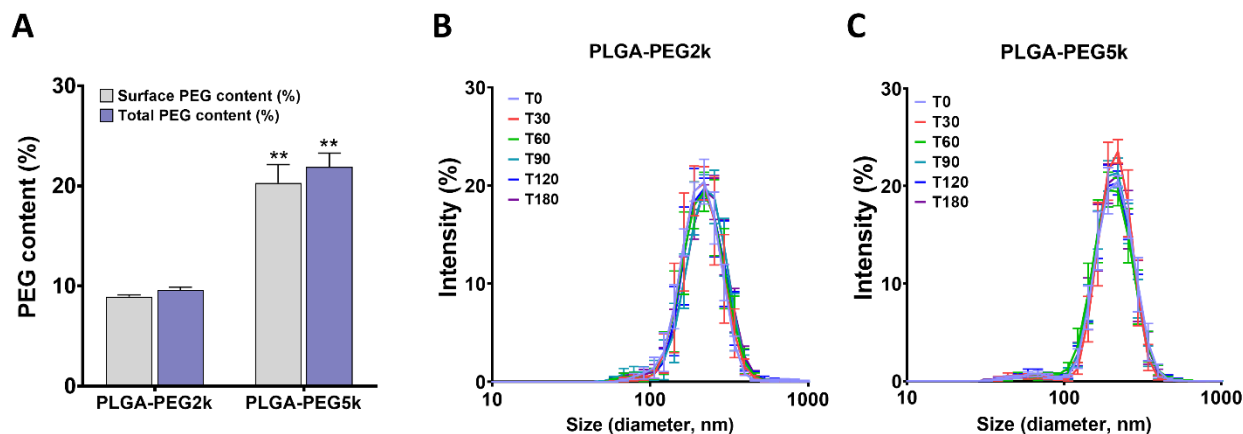 A
PEG content (%)
30
20
10
0
Surface PEG content (%)
Total PEG content (%)
**
**
PLGA-PEG2k
PLGA-PEG5k
B
PLGA-PEG2k
Intensity (%)
30
20
10
0
T0
T30
T60
T90
T120
T180
10
100
1000
Size (diameter, nm)
C
PLGA-PEG5k
Intensity (%)
30
20
10
0
T0
T30
T60
T90
T120
T180
10
100
1000
Size (diameter, nm)